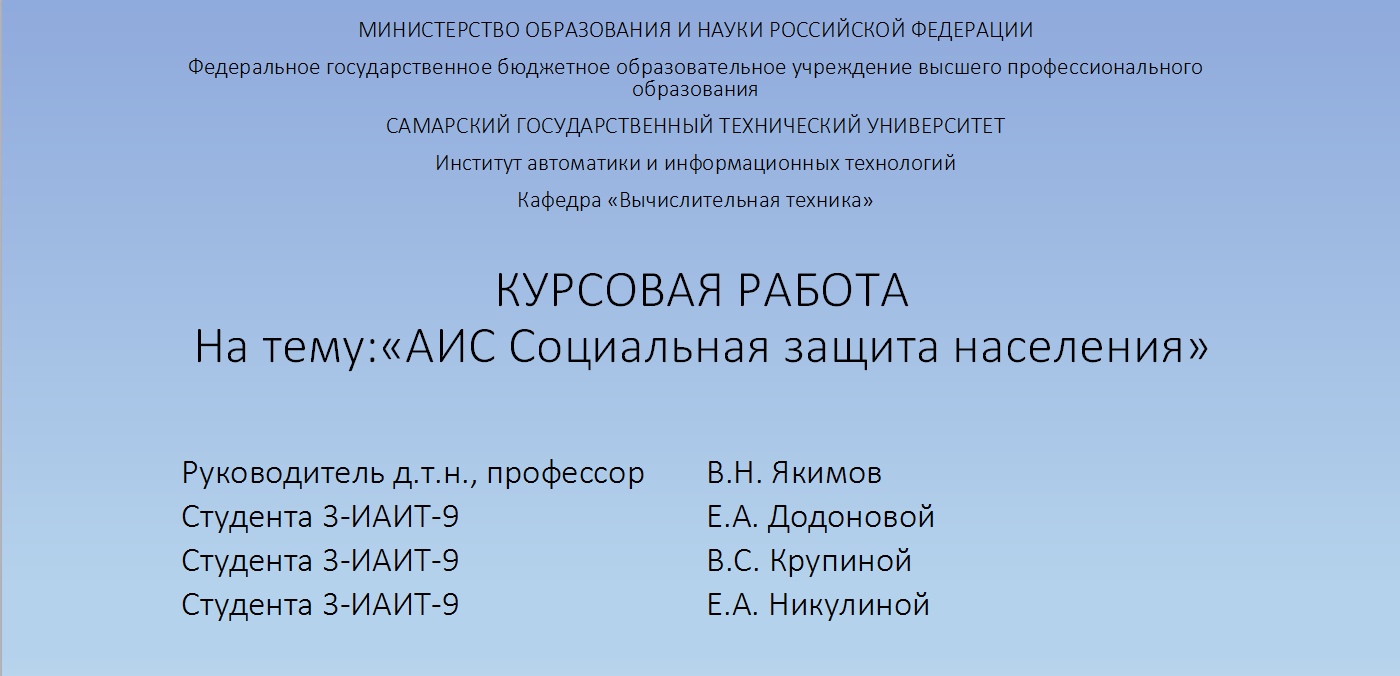 МИНИСТЕРСТВО ОБРАЗОВАНИЯ И НАУКИ РОССИЙСКОЙ ФЕДЕРАЦИИ
Федеральное государственное бюджетное образовательное учреждение высшего профессионального
образования
САМАРСКИЙ ГОСУДАРСТВЕННЫЙ ТЕХНИЧЕСКИЙ УНИВЕРСИТЕТ
Институт автоматики и информационных технологий
Кафедра «Вычислительная техника»
КУРСОВАЯ РАБОТА
На тему:«АИС Социальная защита населения»
Руководитель д.т.н., профессор В.Н. Якимов
Студента 3-ИАИТ-9 Е.А. Додоновой
Студента 3-ИАИТ-9 В.С. Крупиной
Студента 3-ИАИТ-9 Е.А. Никулиной